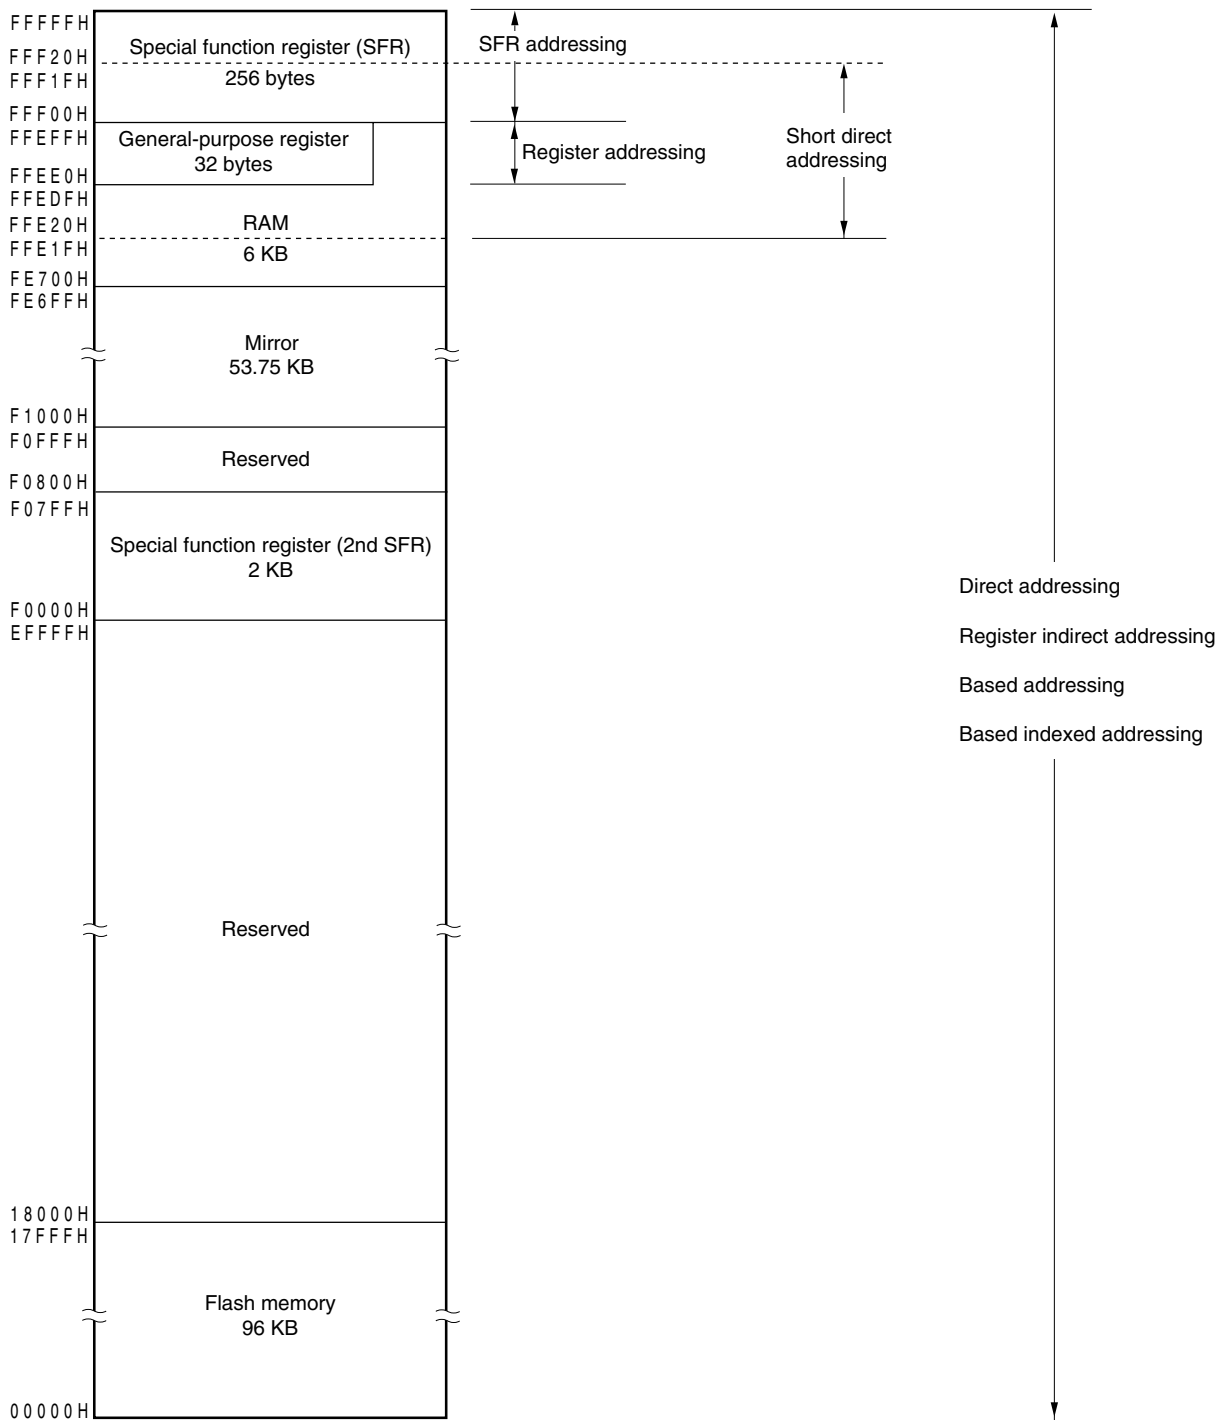 FFFFFH
Special function register (SFR)
256 bytes
SFR addressing
FFF20H
FFF1FH
FFF00H
FFEFFH
General-purpose register
32 bytes
Register addressing
Short direct
addressing
FFEE0H
FFEDFH
FFE20H
RAM
6 KB
FFE1FH
FE700H
FE6FFH
Mirror
53.75 KB
F1000H
F0FFFH
Reserved
F0800H
F07FFH
Special function register (2nd SFR)
2 KB
F0000H
EFFFFH
Direct addressing
Register indirect addressing
Based addressing
Based indexed addressing
Reserved
18000H
17FFFH
Flash memory
96 KB
00000H